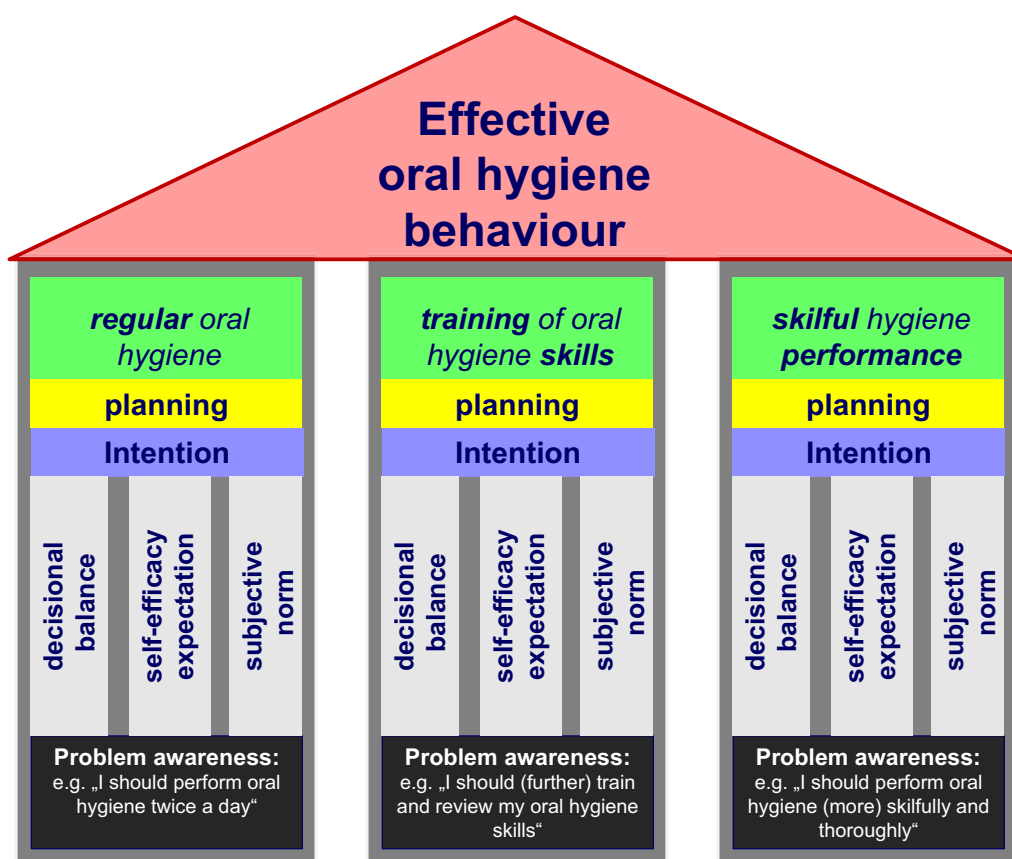 Effective
oral hygiene
behaviour
regular oral
hygiene
planning
Intention
decisional
balance
self-efficacy
expectation
subjective
norm
Problem awareness:
e.g. „I should perform oral
hygiene twice a day“
training of oral
hygiene skills
planning
Intention
decisional
balance
self-efficacy
expectation
subjective
norm
Problem awareness:
e.g. „I should (further) train
and review my oral hygiene
skills“
skilful hygiene
performance
planning
Intention
decisional
balance
self-efficacy
expectation
subjective
norm
Problem awareness:
e.g. „I should perform oral
hygiene (more) skilfully and
thoroughly“